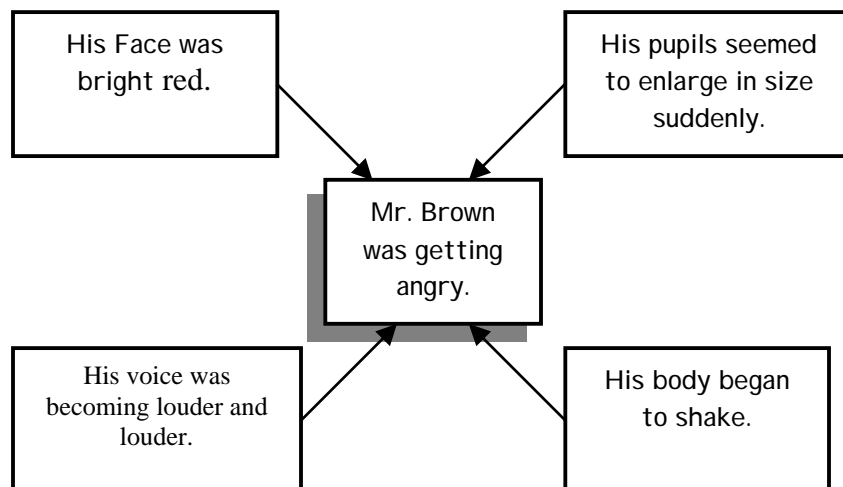 His Face was
bright red.
His pupils seemed
to enlarge in size
suddenly.
Mr. Brown
was getting
angry.
His voice was
becoming louder and
louder.
His body began
to shake.